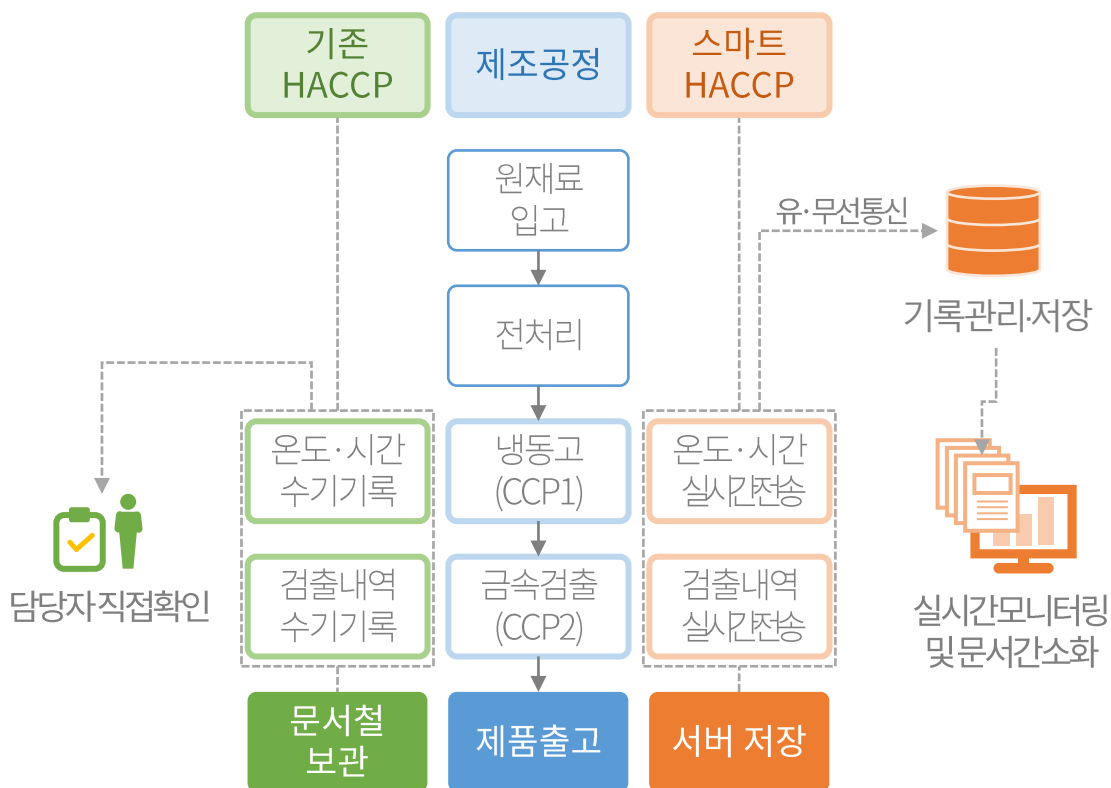 기존
HACCP
제조공정
스마트
HACCP
원재료
입고
유·무선통신
기록관리·저장
전처리
온도·시간
수기기록
냉동고
(CCP1)
온도·시간
실시간전송
담당자직접확인
검출내역
수기기록
금속검출
(CCP2)
검출내역
실시간전송
실시간모니터링
및 문서간소화
문서철
보관
제품출고
서버 저장